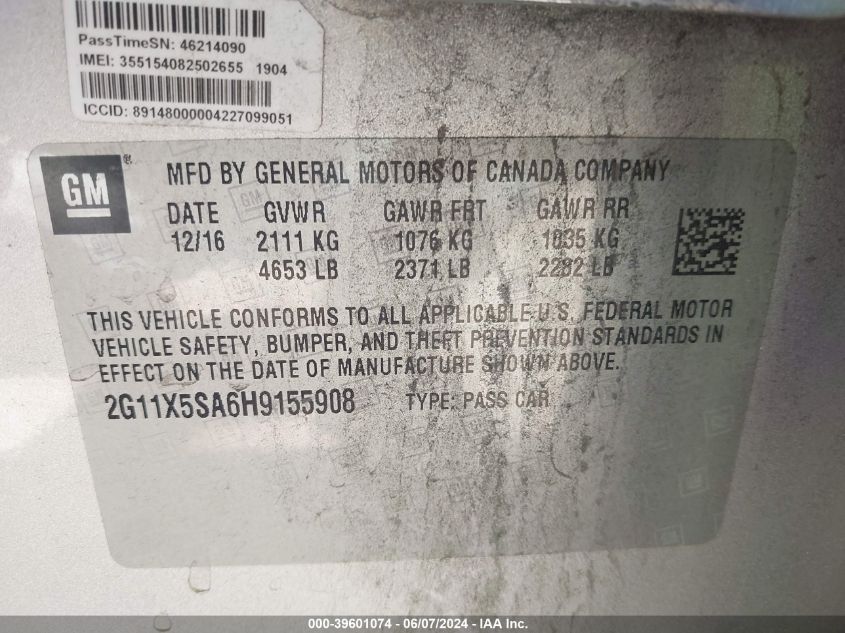 PassTimeSN: 46214090
IMEI: 355154082502655 1904
ICCID: 89148000004227099051
GM®
MFD BY GENERAL MOTORS OF CANADA COMPANY
DATE GVWR GAWR FRT GAWR RR
12/16 2111 KG 1076 KG 1035 KG
4653 LB 2371 LB 2282 LB
THIS VEHICLE CONFORMS TO ALL APPLICABLE U.S. FEDERAL MOTOR
VEHICLE SAFETY, BUMPER, AND THEFT PREVENTION STANDARDS IN
EFFECT ON THE DATE OF MANUFACTURE SHOWN ABOVE.
2G11X5SA6H9155908 TYPE: PASS CAR
000-39601074 - 06/07/2024 - IAA Inc.